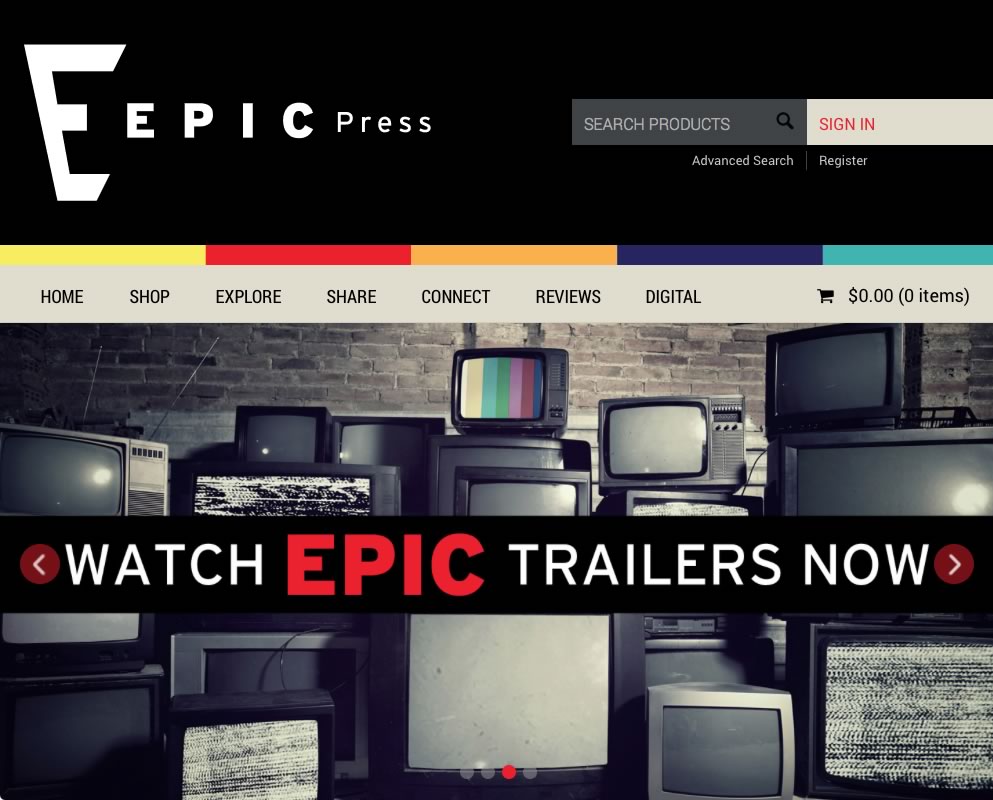 EPIC Press
SEARCH PRODUCTS
SIGN IN
Advanced Search
Register
HOME SHOP EXPLORE SHARE CONNECT REVIEWS DIGITAL $0.00 (0 items)
WATCH EPIC TRAILERS NOW